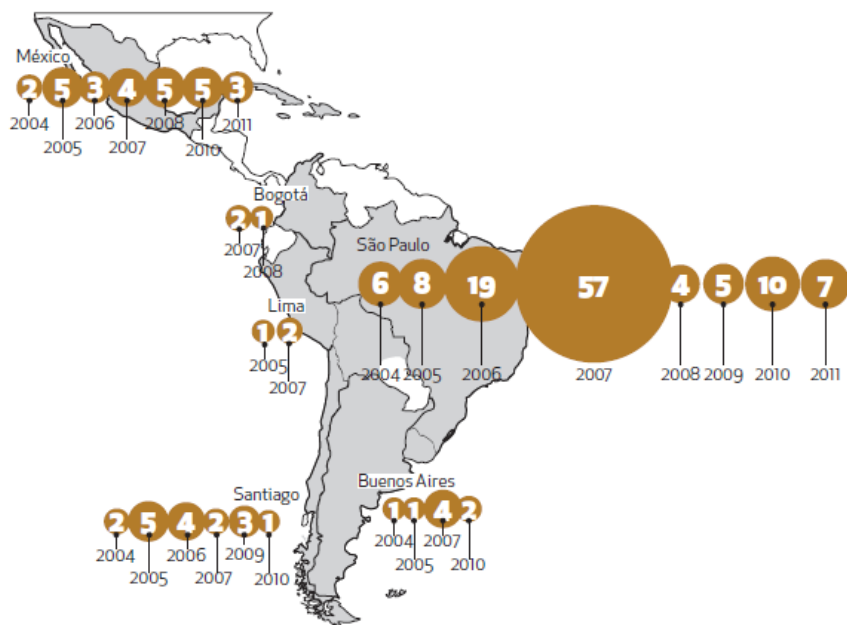 México
2 5 3 4 5 5 3
2004 2005 2006 2007 2008 2010 2011
Bogotá
2 1
2007 2008
São Paulo
6 8 19 57 4 5 10 7
2004 2005 2006 2007 2008 2009 2010 2011
Lima
1 2
2005 2007
Santiago
2 5 4 2 3 1
2004 2005 2006 2007 2009 2010
Buenos Aires
1 1 4 2
2004 2005 2007 2010